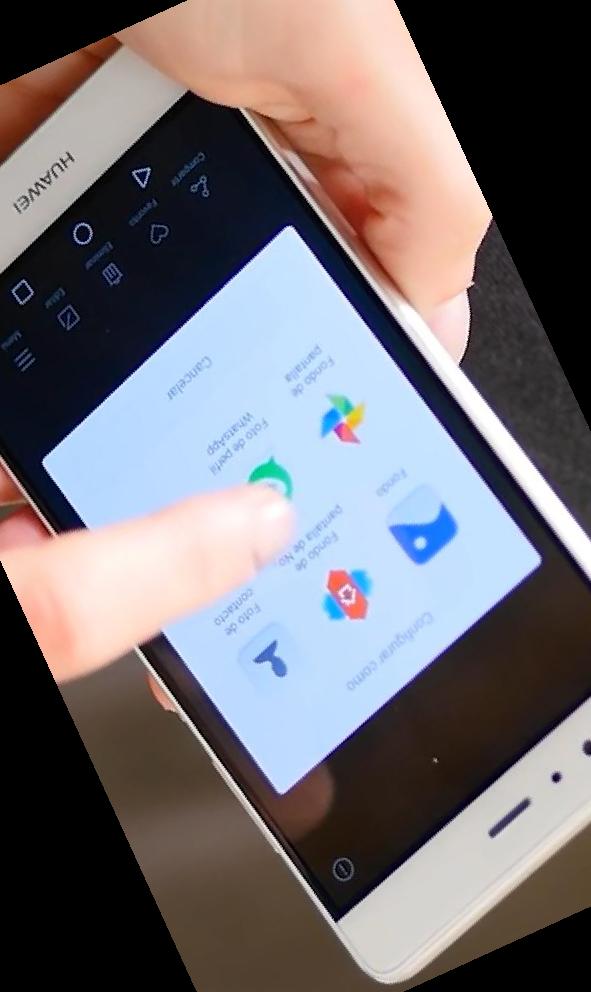 Configurar como
Foto de
contacto
Fondo de
pantalla de No...
Fondo
Foto de perfil
WhatsApp
Fondo de
pantalla
Cancelar
Menú
Editar
Eliminar
Favorito
Compartir
HUAWEI